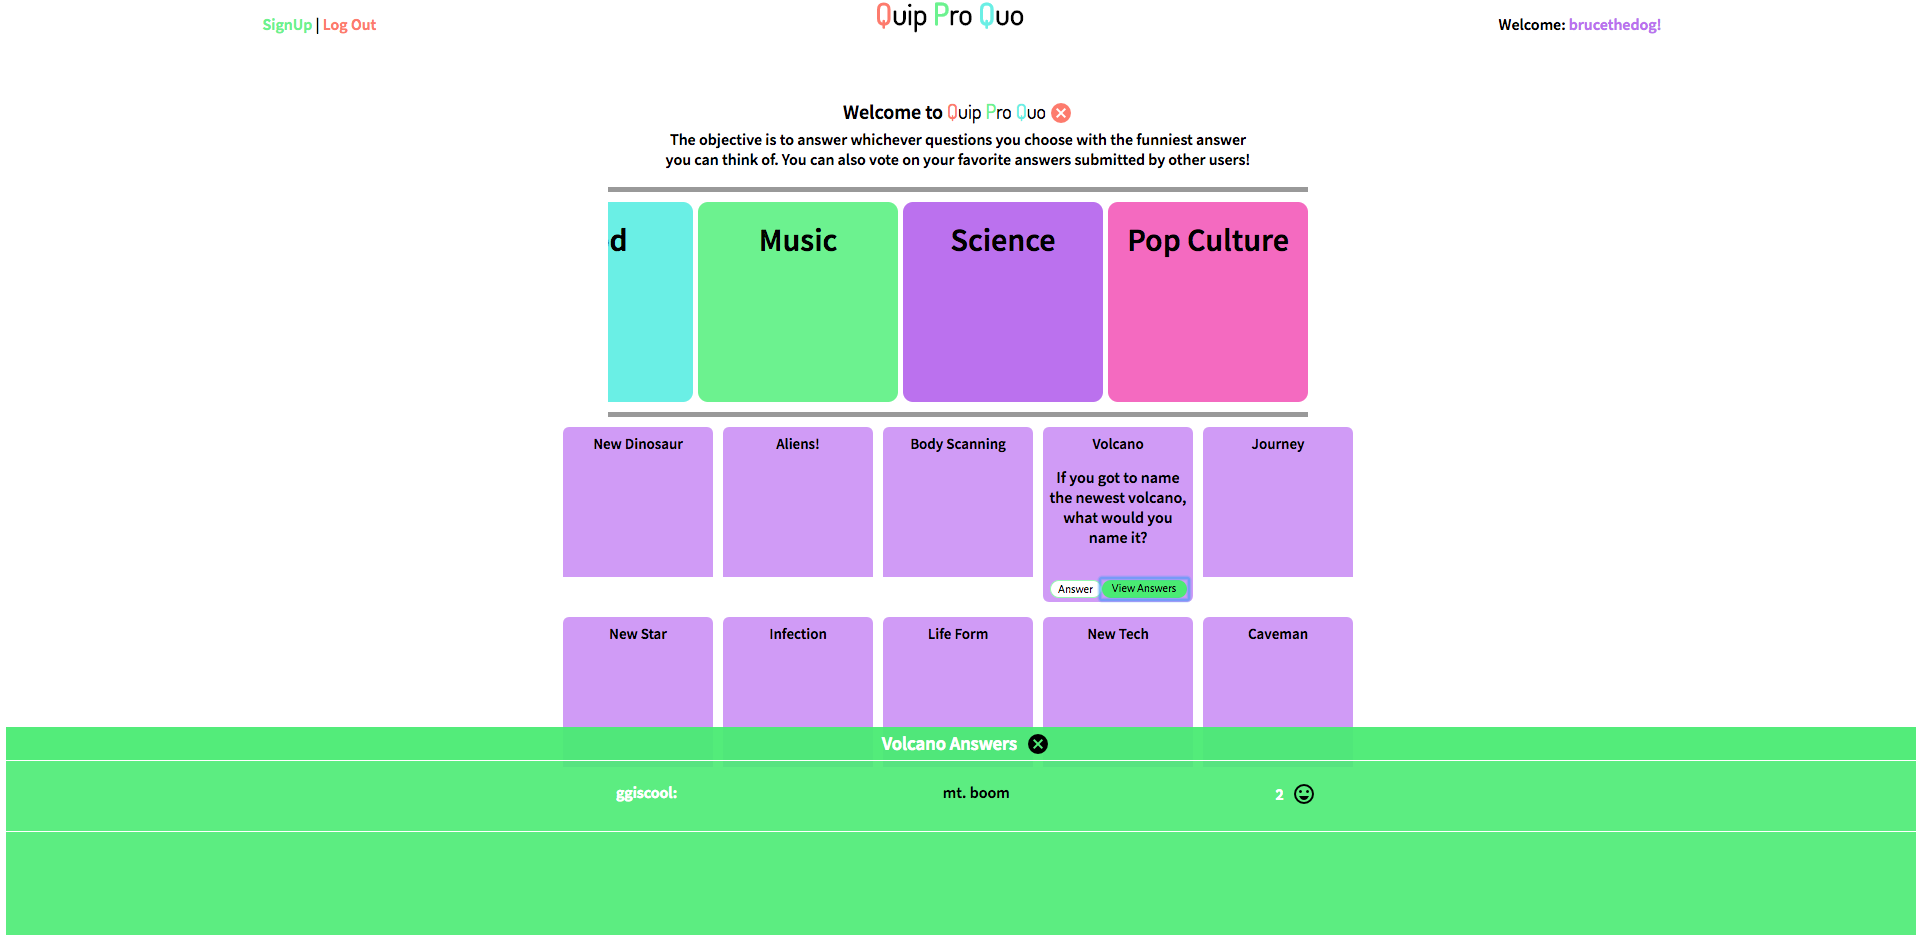 SignUp | Log Out
Quip Pro Quo
Welcome: brucethedog!
Welcome to Quip Pro Quo
The objective is to answer whichever questions you choose with the funniest answer
you can think of. You can also vote on your favorite answers submitted by other users!
d
Music
Science
Pop Culture
New Dinosaur
Aliens!
Body Scanning
Volcano
If you got to name
the newest volcano,
what would you
name it?
Answer
View Answers
Journey
New Star
Infection
Life Form
New Tech
Caveman
Volcano Answers
ggiscool:
mt. boom
2